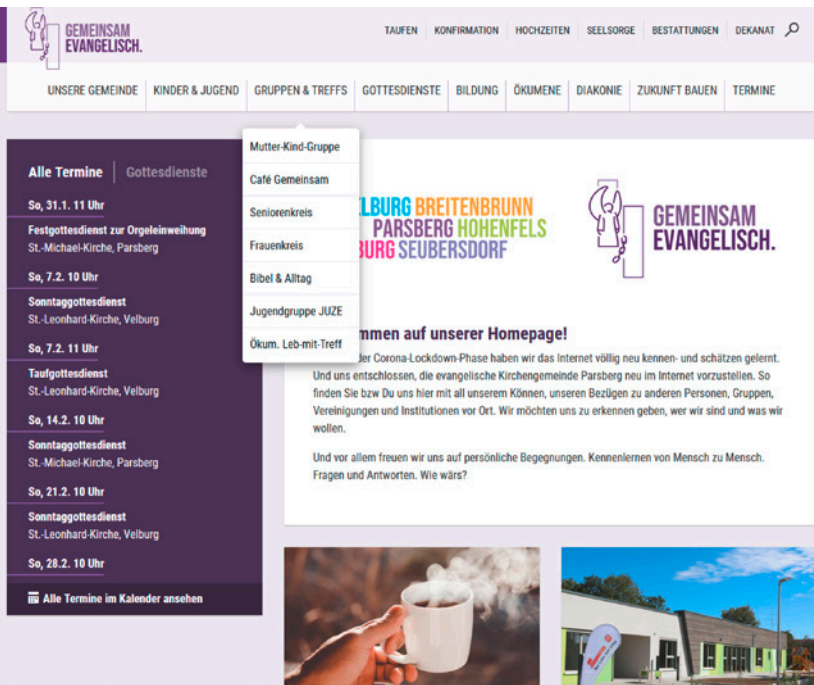 GEMEINSAM
EVANGELISCH.
TAUFEN KONFIRMATION HOCHZEITEN SEELSORGE BESTATTUNGEN DEKANAT
UNSERE GEMEINDE KINDER & JUGEND GRUPPEN & TREFFS GOTTESDIENSTE BILDUNG ÖKUMENE DIAKONIE ZUKUNFT BAUEN TERMINE
Mutter-Kind-Gruppe
Café Gemeinsam
Seniorenkreis
Frauenkreis
Bibel & Alltag
Jugendgruppe JUZE
Ökum. Leb-mit-Treff
Alle Termine Gottesdienste
So, 31.1. 11 Uhr
Festgottesdienst zur Orgeleinweihung
St.-Michael-Kirche, Parsberg
So, 7.2. 10 Uhr
Sonntaggottesdienst
St.-Leonhard-Kirche, Velburg
So, 7.2. 11 Uhr
Taufgottesdienst
St.-Leonhard-Kirche, Velburg
So, 14.2. 10 Uhr
Sonntaggottesdienst
St.-Michael-Kirche, Parsberg
So, 21.2. 10 Uhr
Sonntaggottesdienst
St.-Leonhard-Kirche, Velburg
So, 28.2. 10 Uhr
Alle Termine im Kalender ansehen
LBURG BREITENBRUNN
PARSBERG HOHENFELS
BURG SEUBERSDORF
GEMEINSAM
EVANGELISCH.
mmen auf unserer Homepage!
der Corona-Lockdown-Phase haben wir das Internet völlig neu kennen- und schätzen gelernt.
Und uns entschlossen, die evangelische Kirchengemeinde Parsberg neu im Internet vorzustellen. So
finden Sie bzw Du uns hier mit all unserem Können, unseren Bezügen zu anderen Personen, Gruppen,
Vereinigungen und Institutionen vor Ort. Wir möchten uns zu erkennen geben, wer wir sind und was wir
wollen.
Und vor allem freuen wir uns auf persönliche Begegnungen. Kennenlernen von Mensch zu Mensch.
Fragen und Antworten. Wie wärs?